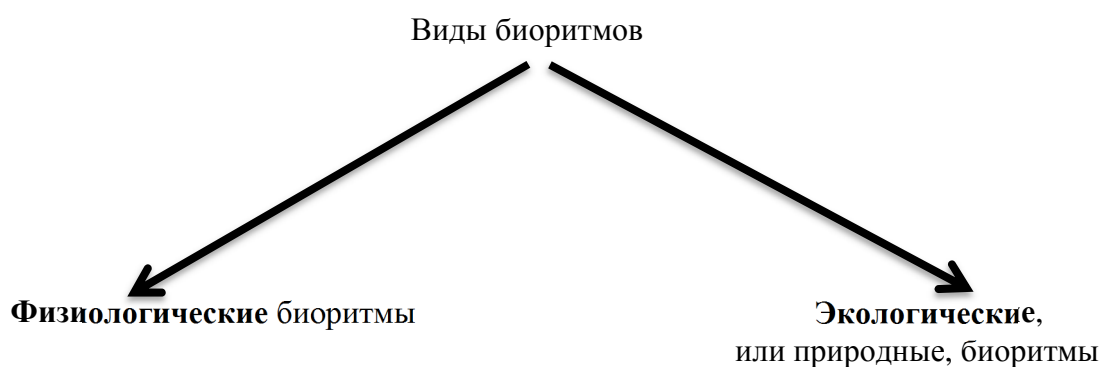 Виды биоритмов
Физиологические биоритмы
Экологические,
или природные, биоритмы